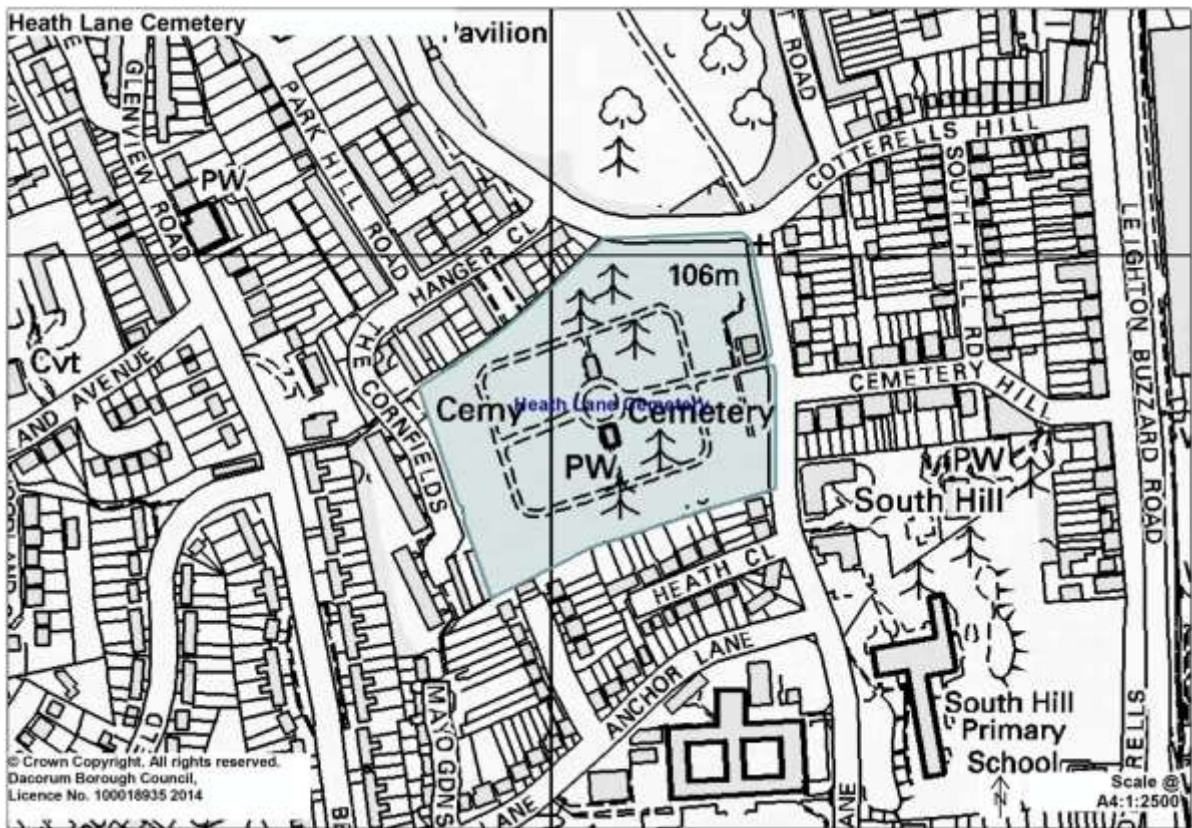 Heath Lane Cemetery
Pavilion
GLENVIEW ROAD
PARK HILL ROAD
ROAD
COTTERELLS HILL
PW
SOUTH HILL RD
LEIGHTON BUZZARD ROAD
HANGER CL
106m
THE CORNFIELDS
Cvt
AND AVENUE
CEMETERY HILL
Cemy
Heath Lane Cemetery
Cemetery
PW
PW
South Hill
HEATH CL
ANCHOR LANE
MAYO GDNS
LANE
LANE
South Hill
Primary
School
N
© Crown Copyright. All rights reserved.
Dacorum Borough Council,
Licence No. 100018935 2014
Scale @
A4:1:2500